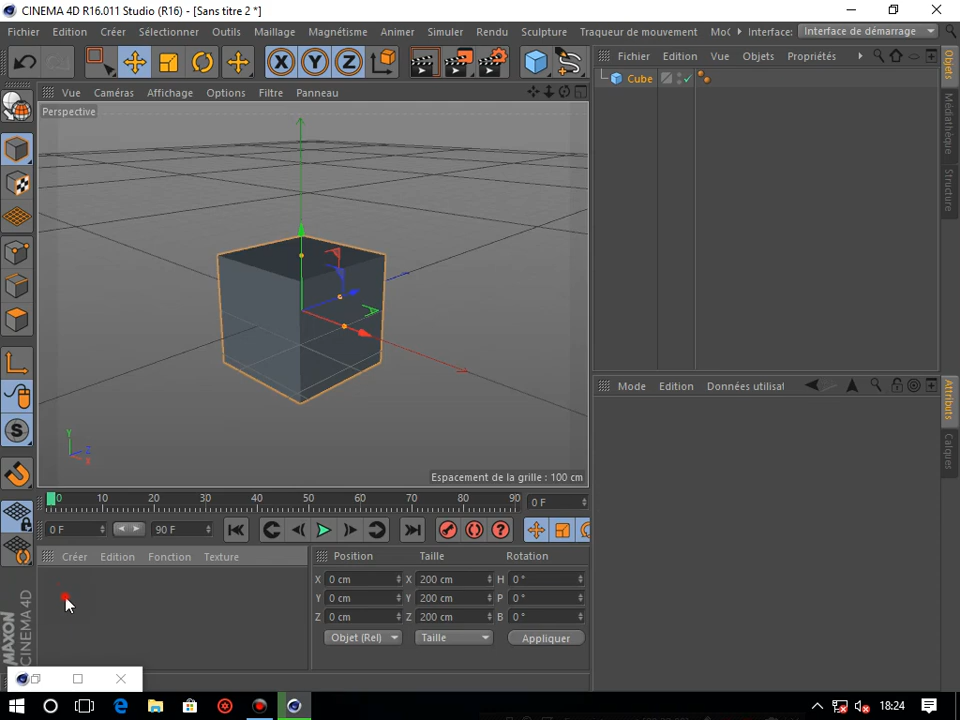 CINEMA 4D R16.011 Studio (R16) - [Sans titre 2 *]
Fichier Edition Créer Sélectionner Outils Maillage Magnétisme Animer Simuler Rendu Sculpture Traqueur de mouvement Mo( Interface: Interface de démarrage
X Y Z
Fichier Edition Vue Objets Propriétés
Vue Caméras Affichage Options Filtre Panneau
Perspective
Cube
Objets
Médiathèque
Structure
Mode Edition Données utilisat
Attributs
Calques
Y
Z
X
Espacement de la grille : 100 cm
0 10 20 30 40 50 60 70 80 90 0 F
0 F 90 F
Créer Edition Fonction Texture
Position Taille Rotation
X 0 cm X 200 cm H 0 °
Y 0 cm Y 200 cm P 0 °
Z 0 cm Z 200 cm B 0 °
Objet (Rel) Taille Appliquer
MAXON
CINEMA 4D
18:24